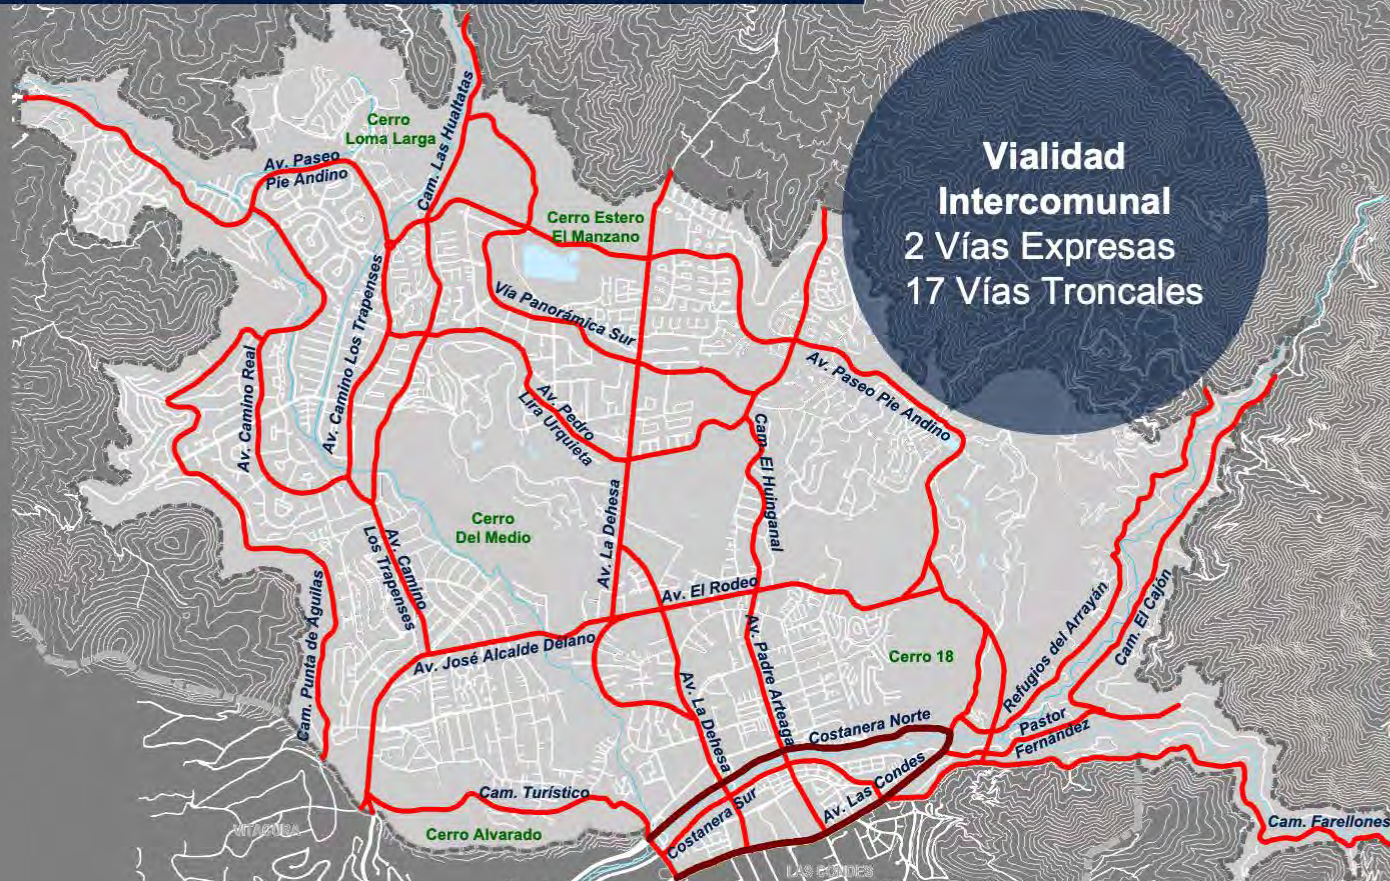 Vialidad
Intercomunal
2 Vías Expresas
17 Vías Troncales
Cerro
Loma Larga
Cam. Las Hualtatas
Av. Paseo
Pie Andino
Cerro Estero
El Manzano
Vía Panorámica Sur
Av. Camino Los Trapenses
Av. Camino Real
Av. Paseo Pie Andino
Av. Pedro
Lira Urquieta
Cam. El Huinganal
Av. La Dehesa
Cerro
Del Medio
Av. Camino
Los Trapenses
Cam. Punta de Águilas
Av. El Rodeo
Av. José Alcalde Délano
Av. Padre Arteaga
Cerro 18
Refugios del Arrayán
Cam. El Cajón
Av. La Dehesa
Costanera Norte
Pastor
Fernández
Cam. Turístico
Costanera Sur
Av. Las Condes
Cam. Farellones
Cerro Alvarado
VITACURA
LAS CONDES